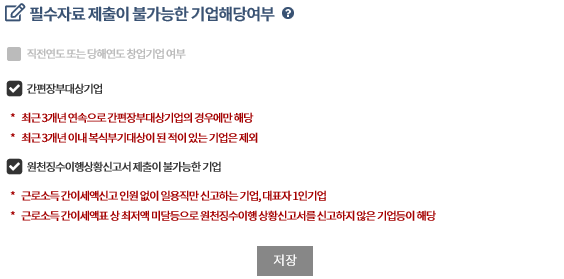 필수자료 제출이 불가능한 기업해당여부
직전연도 또는 당해연도 창업기업 여부
간편장부대상기업
* 최근 3개년 연속으로 간편장부대상기업의 경우에만 해당
* 최근 3개년 이내 복식부기대상이 된 적이 있는 기업은 제외
원천징수이행상황신고서 제출이 불가능한 기업
* 근로소득 간이세액신고 인원 없이 일용직만 신고하는 기업, 대표자 1인기업
* 근로소득 간이세액표 상 최저액 미달등으로 원천징수이행 상황신고서를 신고하지 않은 기업등이 해당
저장